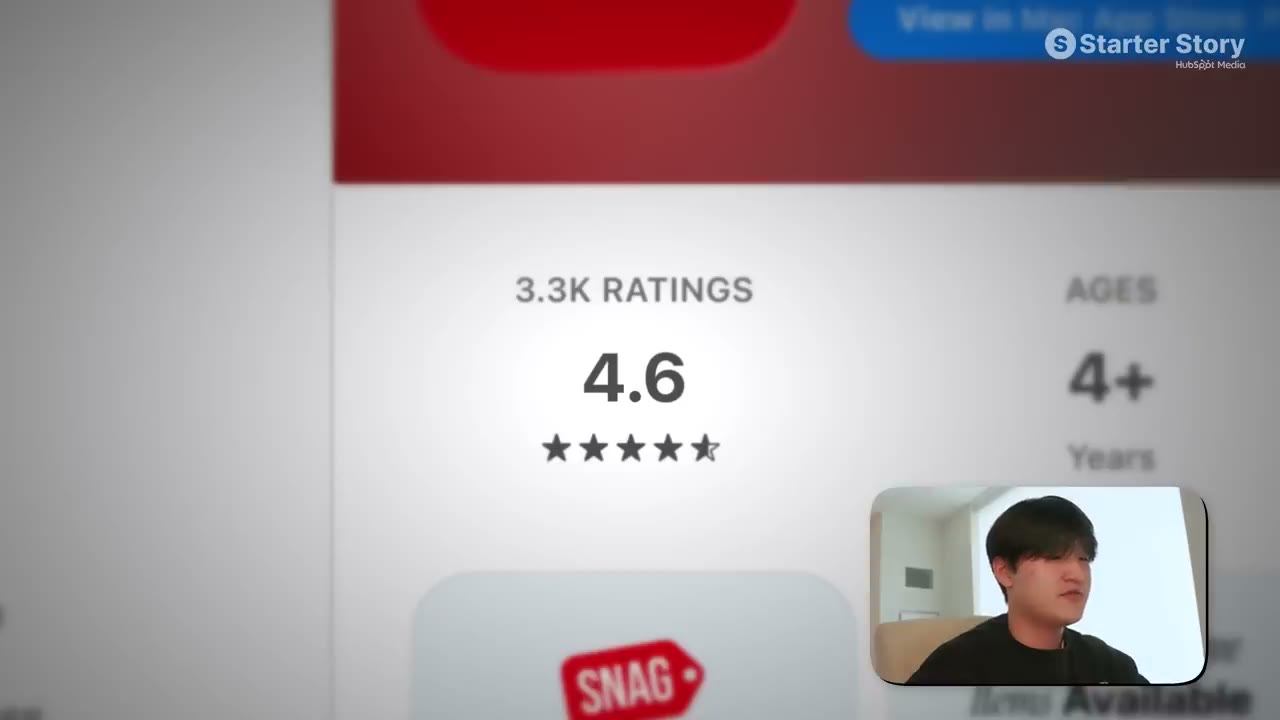 View in Mac App Store
Starter Story
HubSpot Media
3.3K RATINGS
4.6
AGES
4+
Years
SNAG
Items Available